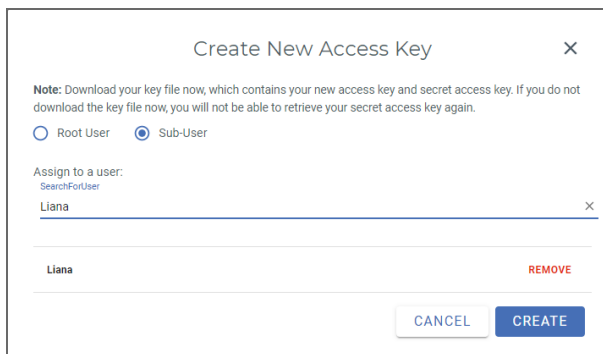 Create New Access Key
Note: Download your key file now, which contains your new access key and secret access key. If you do not
download the key file now, you will not be able to retrieve your secret access key again.
Root User Sub-User
Assign to a user:
SearchForUser
Liana
Liana REMOVE
CANCEL CREATE